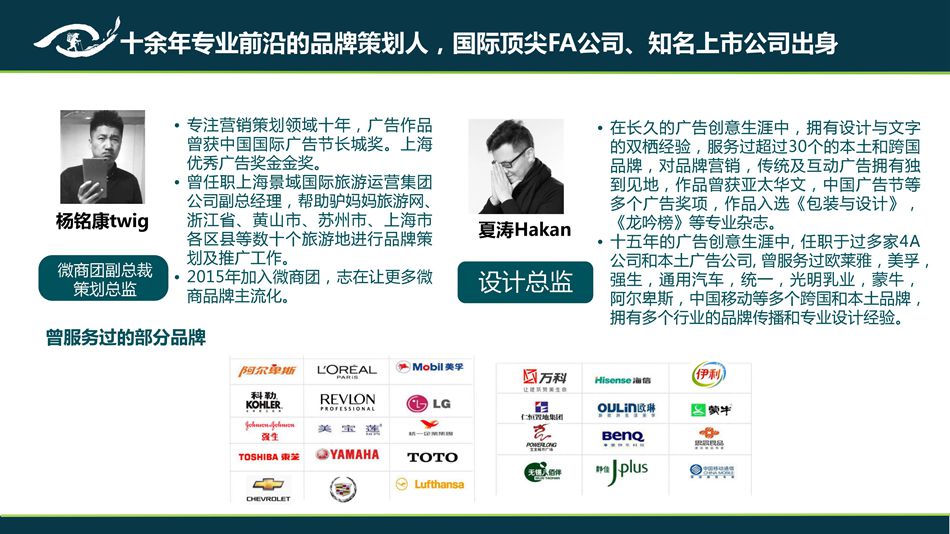 十余年专业前沿的品牌策划人，国际顶尖FA公司、知名上市公司出身
• 专注营销策划领域十年，广告作品
曾获中国国际广告节长城奖。上海
优秀广告奖金金奖。
• 曾任职上海景域国际旅游运营集团
公司副总经理，帮助驴妈妈旅游网、
浙江省、黄山市、苏州市、上海市
各区县等数十个旅游地进行品牌策
划及推广工作。
• 2015年加入微商团，志在让更多微
商品牌主流化。
杨铭康twig
微商团副总裁
策划总监
• 在长久的广告创意生涯中，拥有设计与文字
的双栖经验，服务过超过30个的本土和跨国
品牌，对品牌营销，传统及互动广告拥有独
到见地，作品曾获亚太华文，中国广告节等
多个广告奖项，作品入选《包装与设计》，
《龙吟榜》等专业杂志。
• 十五年的广告创意生涯中, 任职于过多家4A
公司和本土广告公司, 曾服务过欧莱雅，美孚，
强生，通用汽车，统一，光明乳业，蒙牛，
阿尔卑斯，中国移动等多个跨国和本土品牌，
拥有多个行业的品牌传播和专业设计经验。
夏涛Hakan
设计总监
曾服务过的部分品牌
阿尔卑斯
L'ORÉAL
PARIS
Mobil 美孚
科勒
KOHLER
REVLON
PROFESSIONAL
LG
Johnson&Johnson
强生
美宝莲
统一企业集团
TOSHIBA 东芝
YAMAHA
TOTO
CHEVROLET
Lufthansa
万科
让建筑赞美生命
Hisense 海信
伊利
仁恒置地集团
OULIN 欧琳
蒙牛
POWERLONG
宝龙城市广场
BenQ
思念食品
无锡人佰伴
静佳 J-plus
中国移动通信
CHINA MOBILE